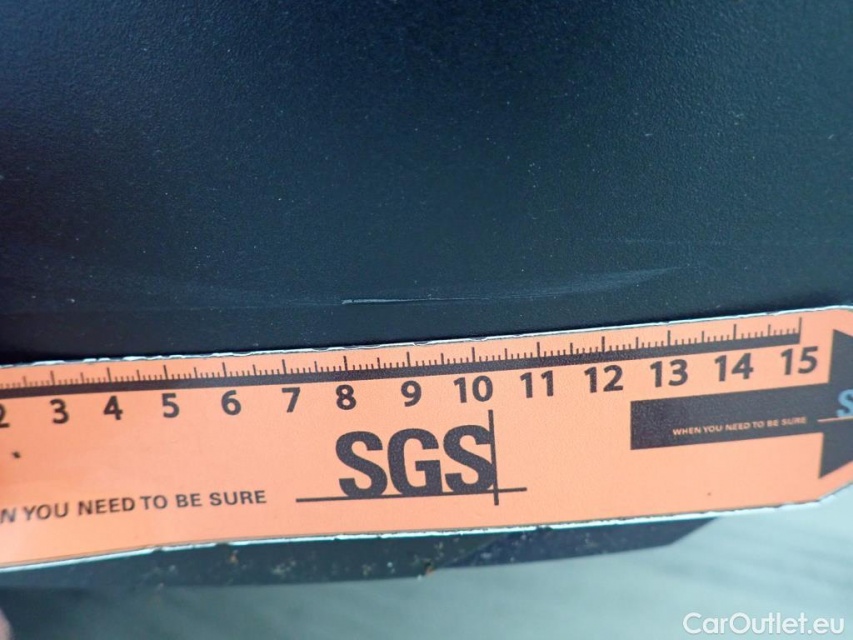 2 3 4 5 6 7 8 9 10 11 12 13 14 15
SGS
WHEN YOU NEED TO BE SURE
S
N YOU NEED TO BE SURE
CarOutlet.eu